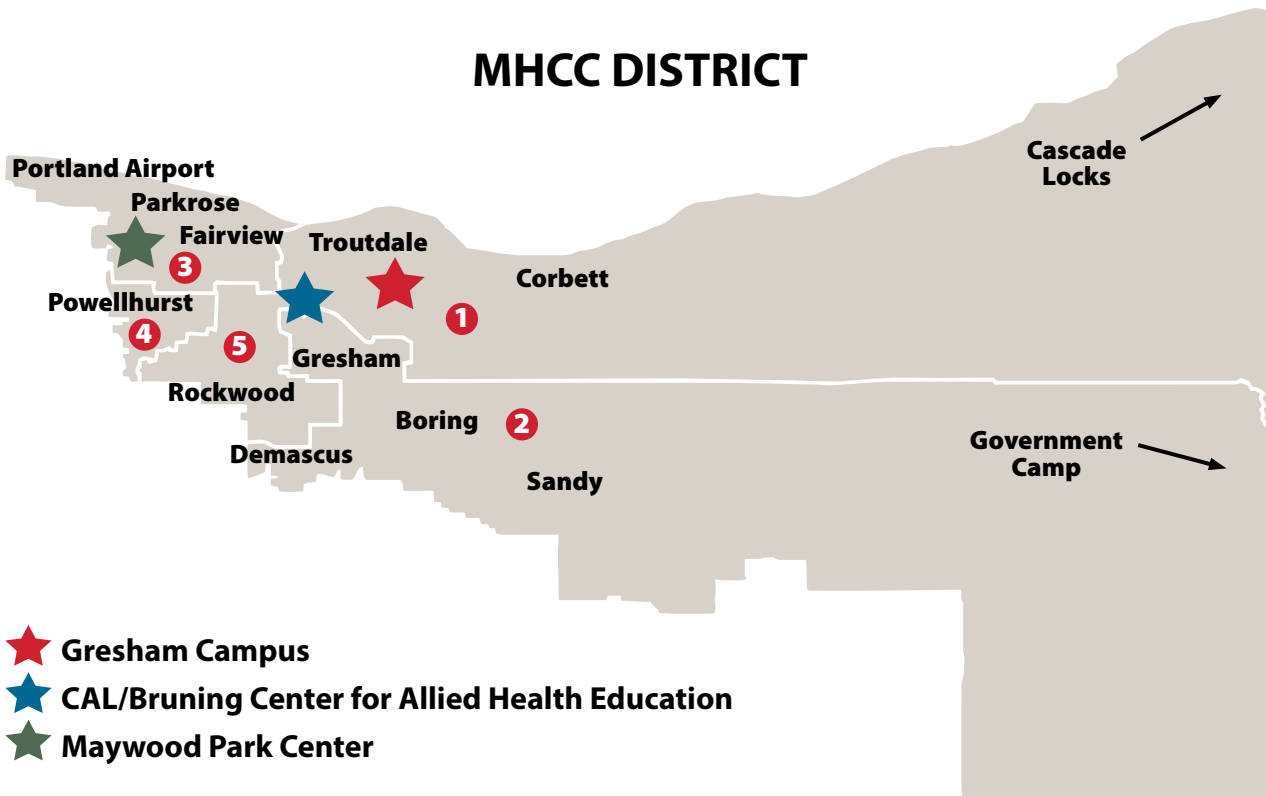 MHCC DISTRICT
Cascade
Locks
Portland Airport
Parkrose
Fairview
Troutdale
3
Corbett
Powellhurst
1
4
5
Gresham
Rockwood
Boring
2
Government
Camp
Demascus
Sandy
Gresham Campus
CAL/Bruning Center for Allied Health Education
Maywood Park Center